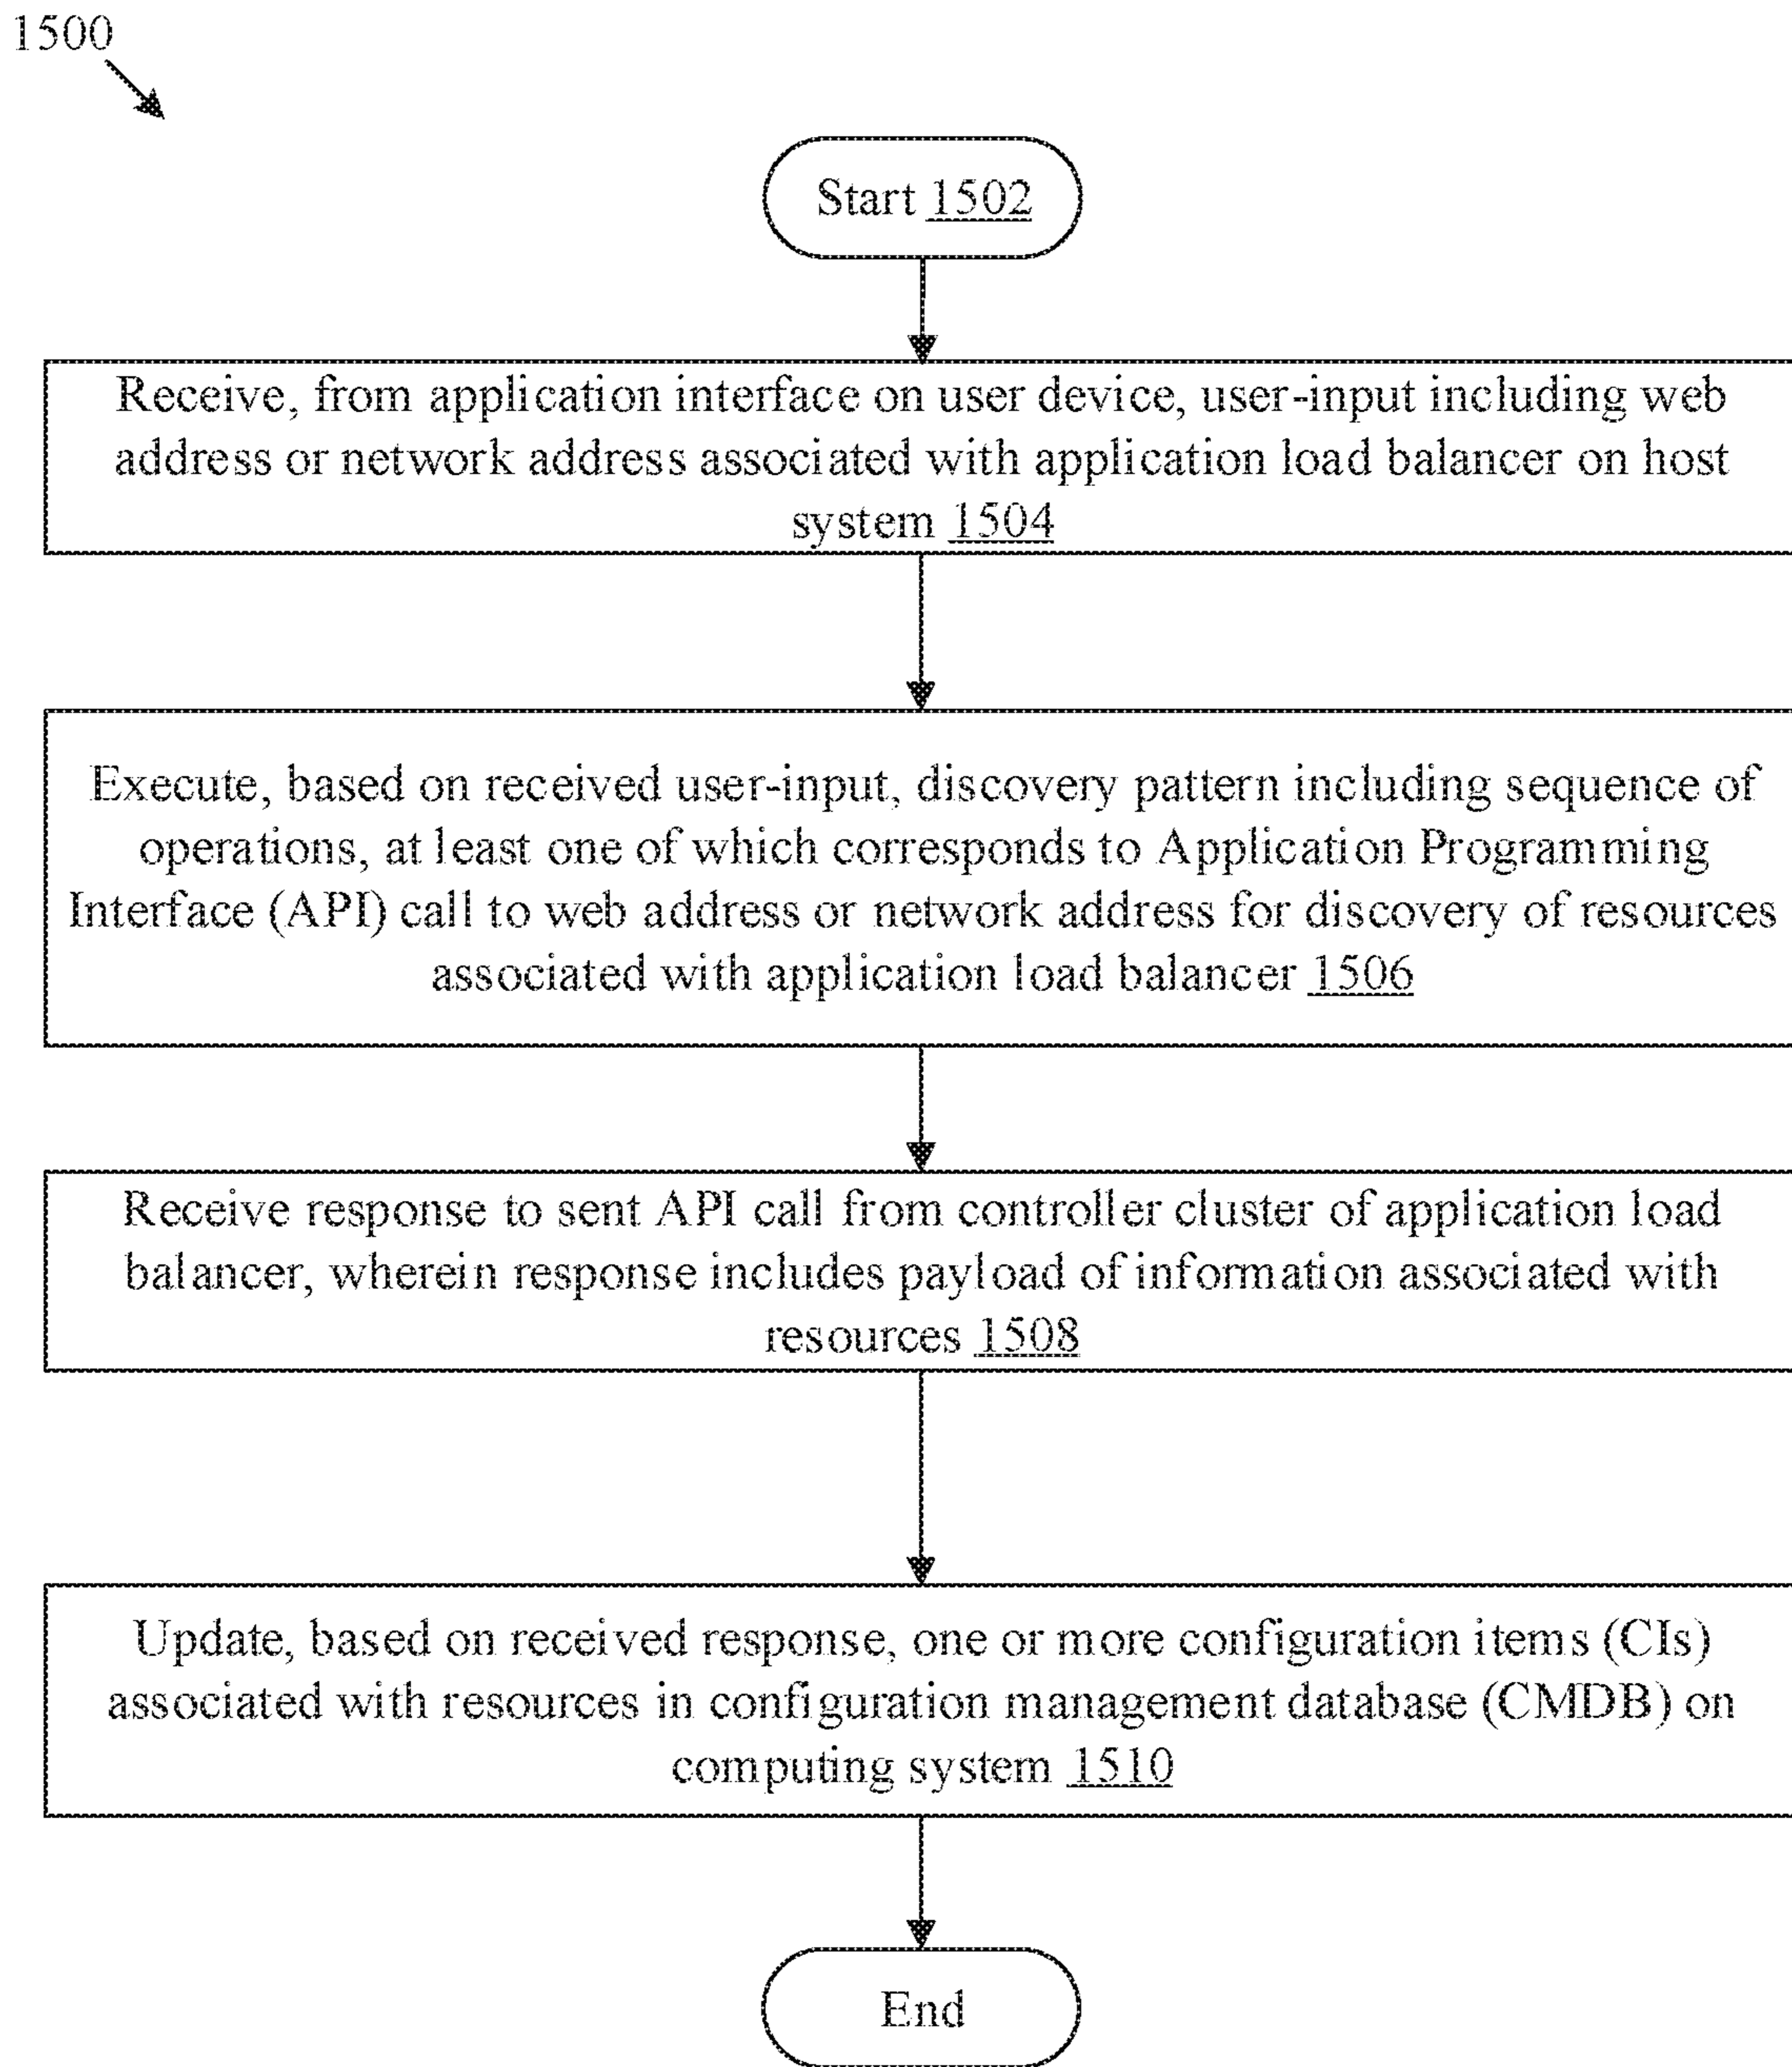 1500
Start 1502
Receive, from application interface on user device, user-input including web
address or network address associated with application load balancer on host
system 1504
Execute, based on received user-input, discovery pattern including sequence of
operations, at least one of which corresponds to Application Programming
Interface (API) call to web address or network address for discovery of resources
associated with application load balancer 1506
Receive response to sent API call from controller cluster of application load
balancer, wherein response includes payload of information associated with
resources 1508
Update, based on received response, one or more configuration items (CIs)
associated with resources in configuration management database (CMDB) on
computing system 1510
End